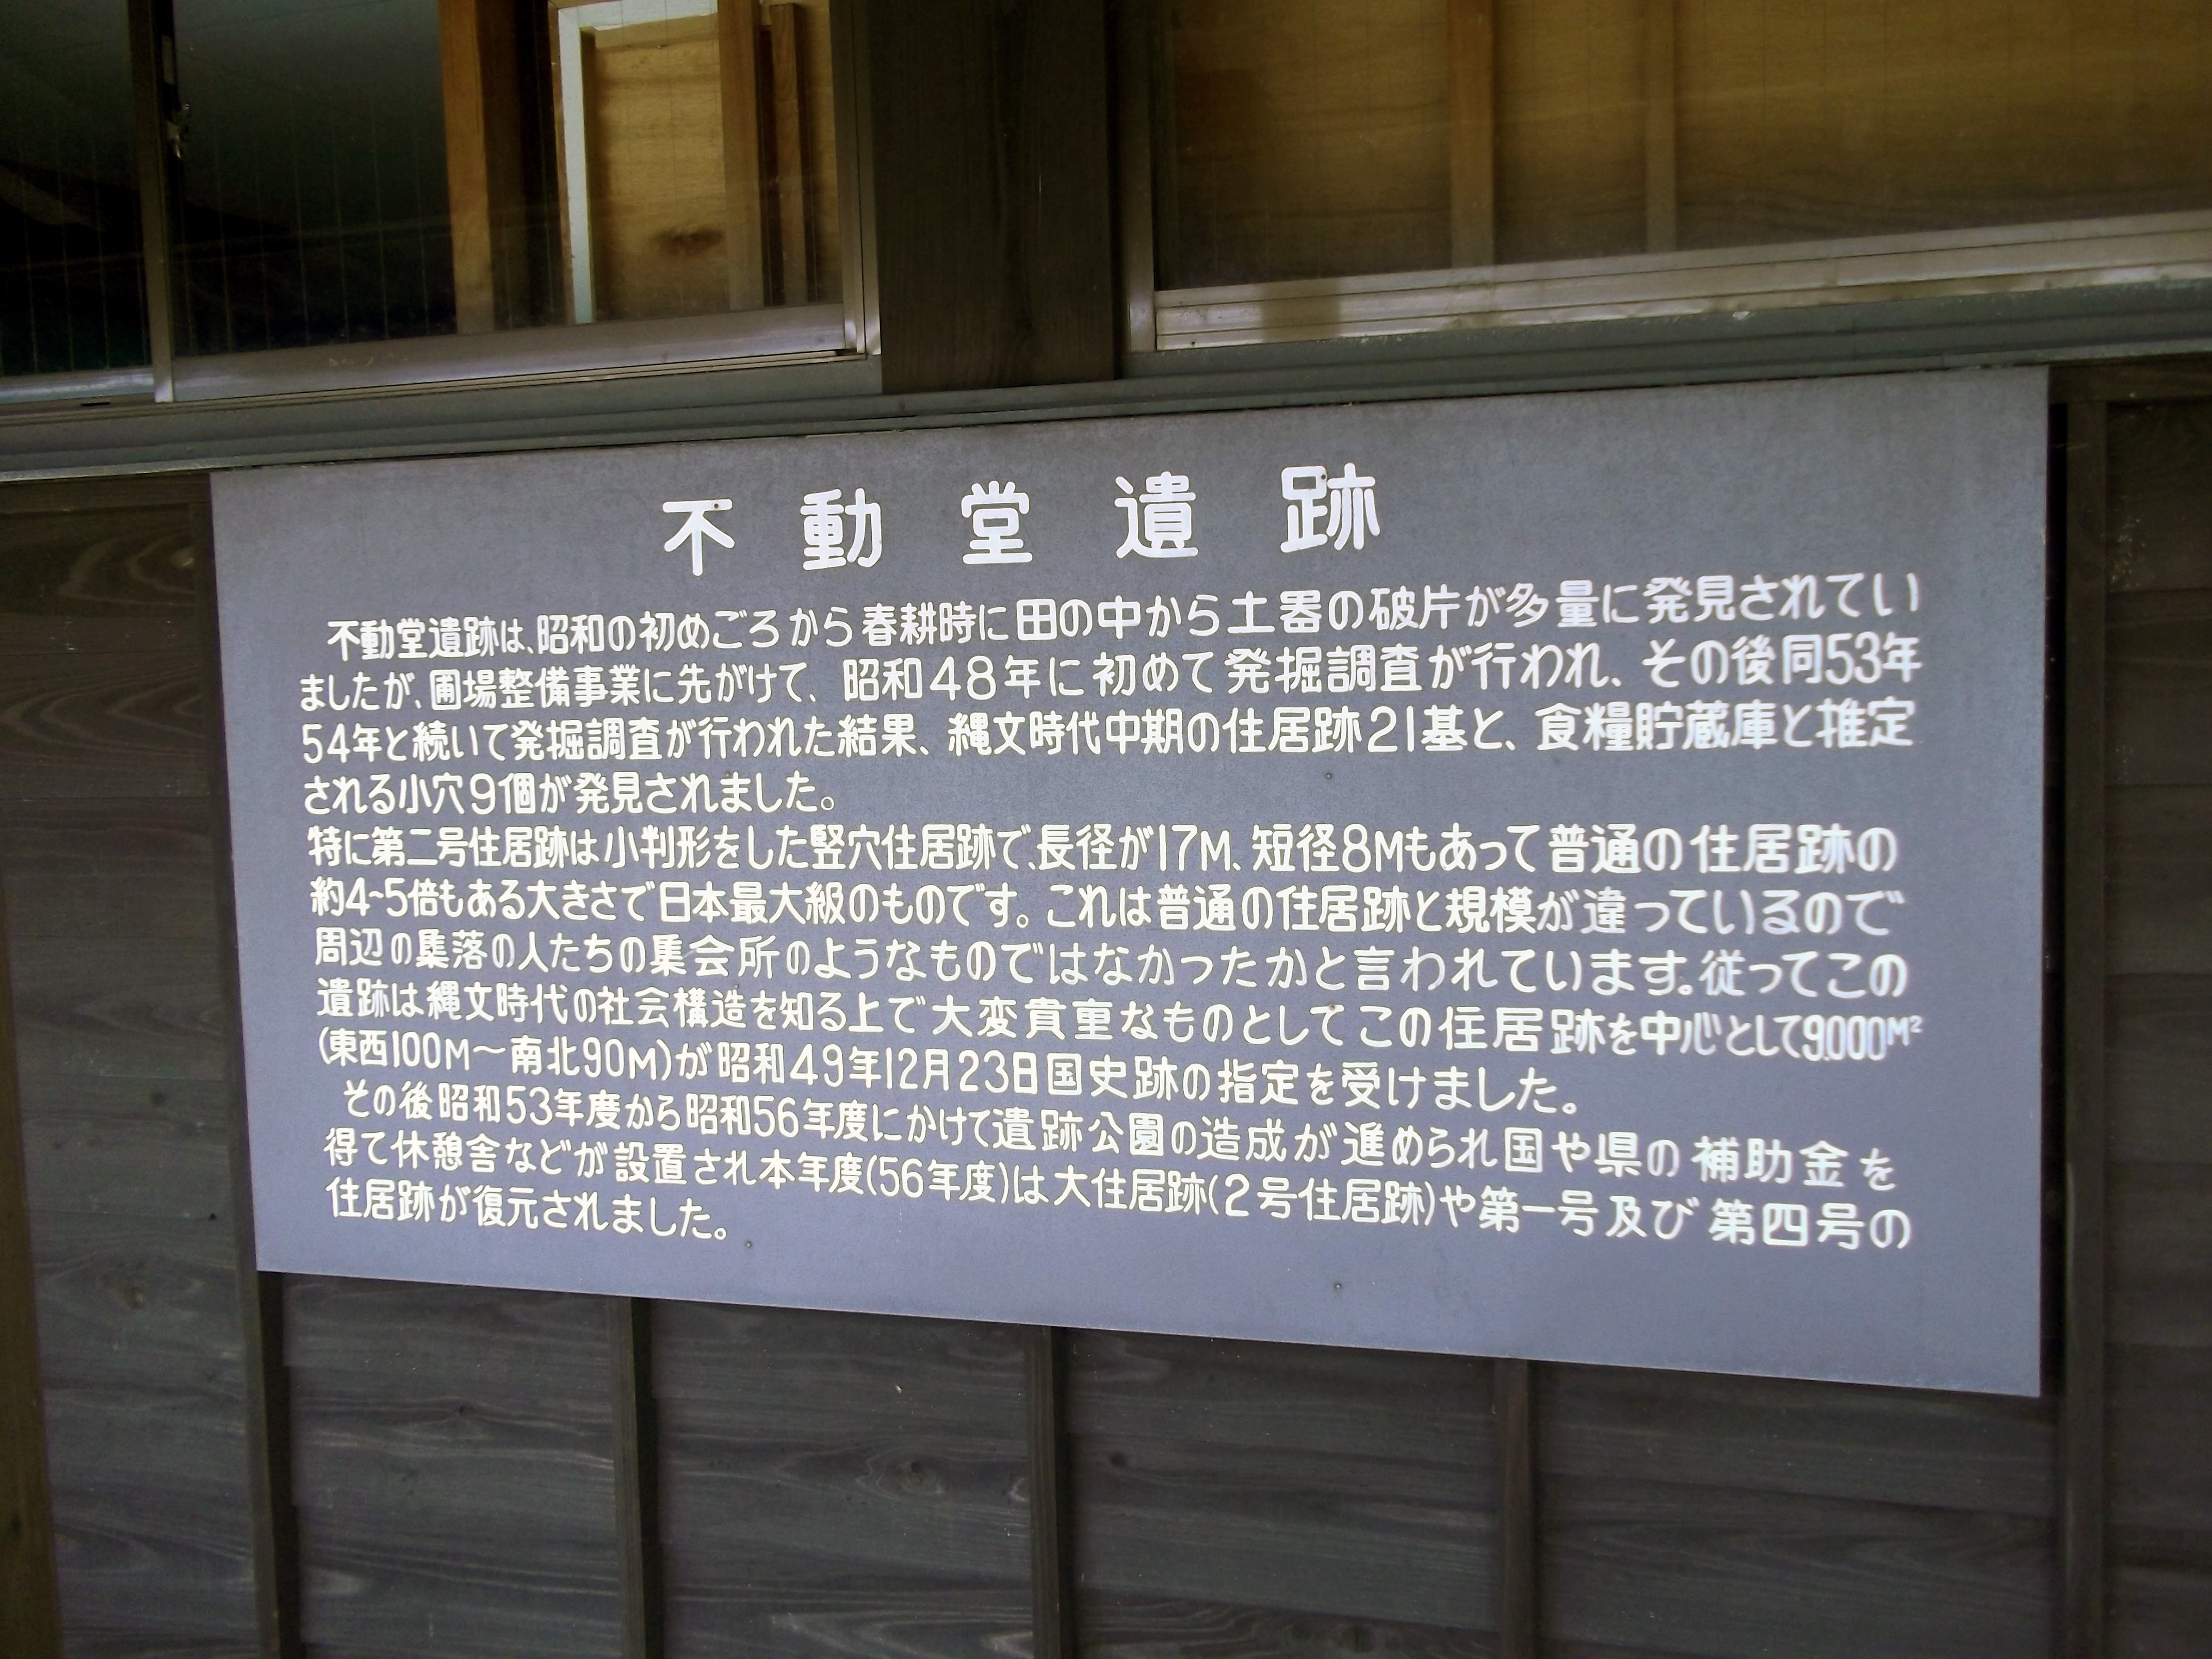 不動堂遺跡
不動堂遺跡は、昭和の初めごろから春耕時に田の中から土器の破片が多量に発見されてい
ましたが、圃場整備事業に先がけて、昭和48年に初めて発掘調査が行われ、その後同53年
54年と続いて発掘調査が行われた結果、縄文時代中期の住居跡21基と、食糧貯蔵庫と推定
される小穴9個が発見されました。
特に第二号住居跡は小判形をした竪穴住居跡で、長径が17M、短径8Mもあって普通の住居跡の
約4~5倍もある大きさで日本最大級のものです。これは普通の住居跡と規模が違っているので
周辺の集落の人たちの集会所のようなものではなかったかと言われています。従ってこの
遺跡は縄文時代の社会構造を知る上で大変貴重なものとしてこの住居跡を中心として9.000M²
(東西100M〜南北90M)が昭和49年12月23日国史跡の指定を受けました。
その後昭和53年度から昭和56年度にかけて遺跡公園の造成が進められ国や県の補助金を
得て休憩舎などが設置され本年度(56年度)は大住居跡(2号住居跡)や第一号及び第四号の
住居跡が復元されました。